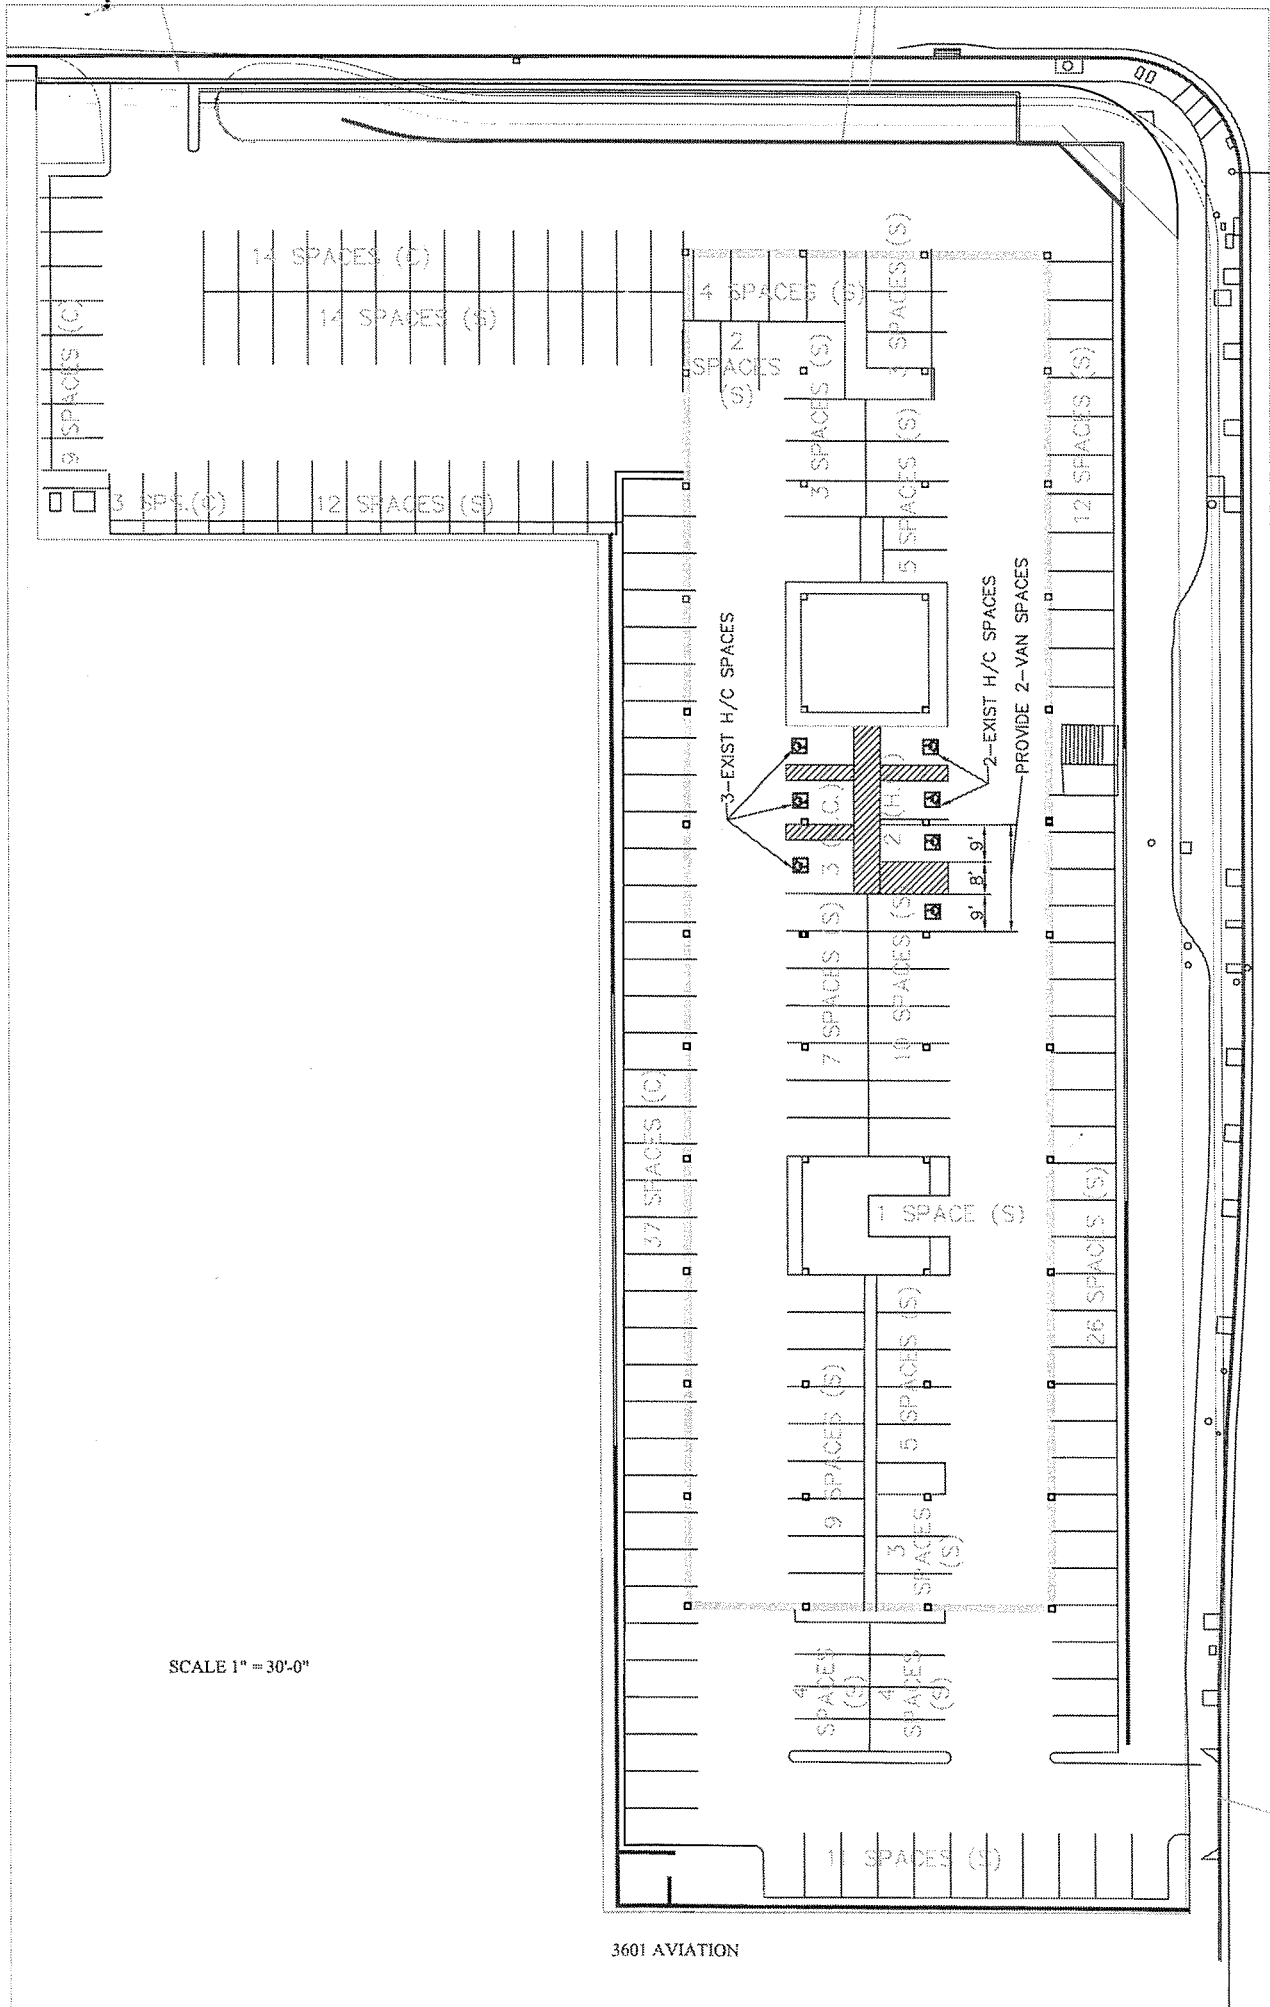 14 SPACES (C)
14 SPACES (S)
9 SPACES (C)
3 SPS.(C)
12 SPACES (S)
4 SPACES (S)
2
SPACES
(S)
3 SPACES (S)
3 SPACES (S)
5 SPACES (S)
12 SPACES (S)
3-EXIST H/C SPACES
2-EXIST H/C SPACES
PROVIDE 2-VAN SPACES
2 (H.
9'
8'
9'
7 SPACES (S)
10 SPACES (S)
37 SPACES (C)
1 SPACE (S)
26 SPACES (S)
9 SPACES (S)
5 SPACES (S)
3
SPACES
(S)
4
SPACES
(S)
4
SPACES
(S)
11 SPACES (S)
SCALE 1" = 30'-0"
3601 AVIATION